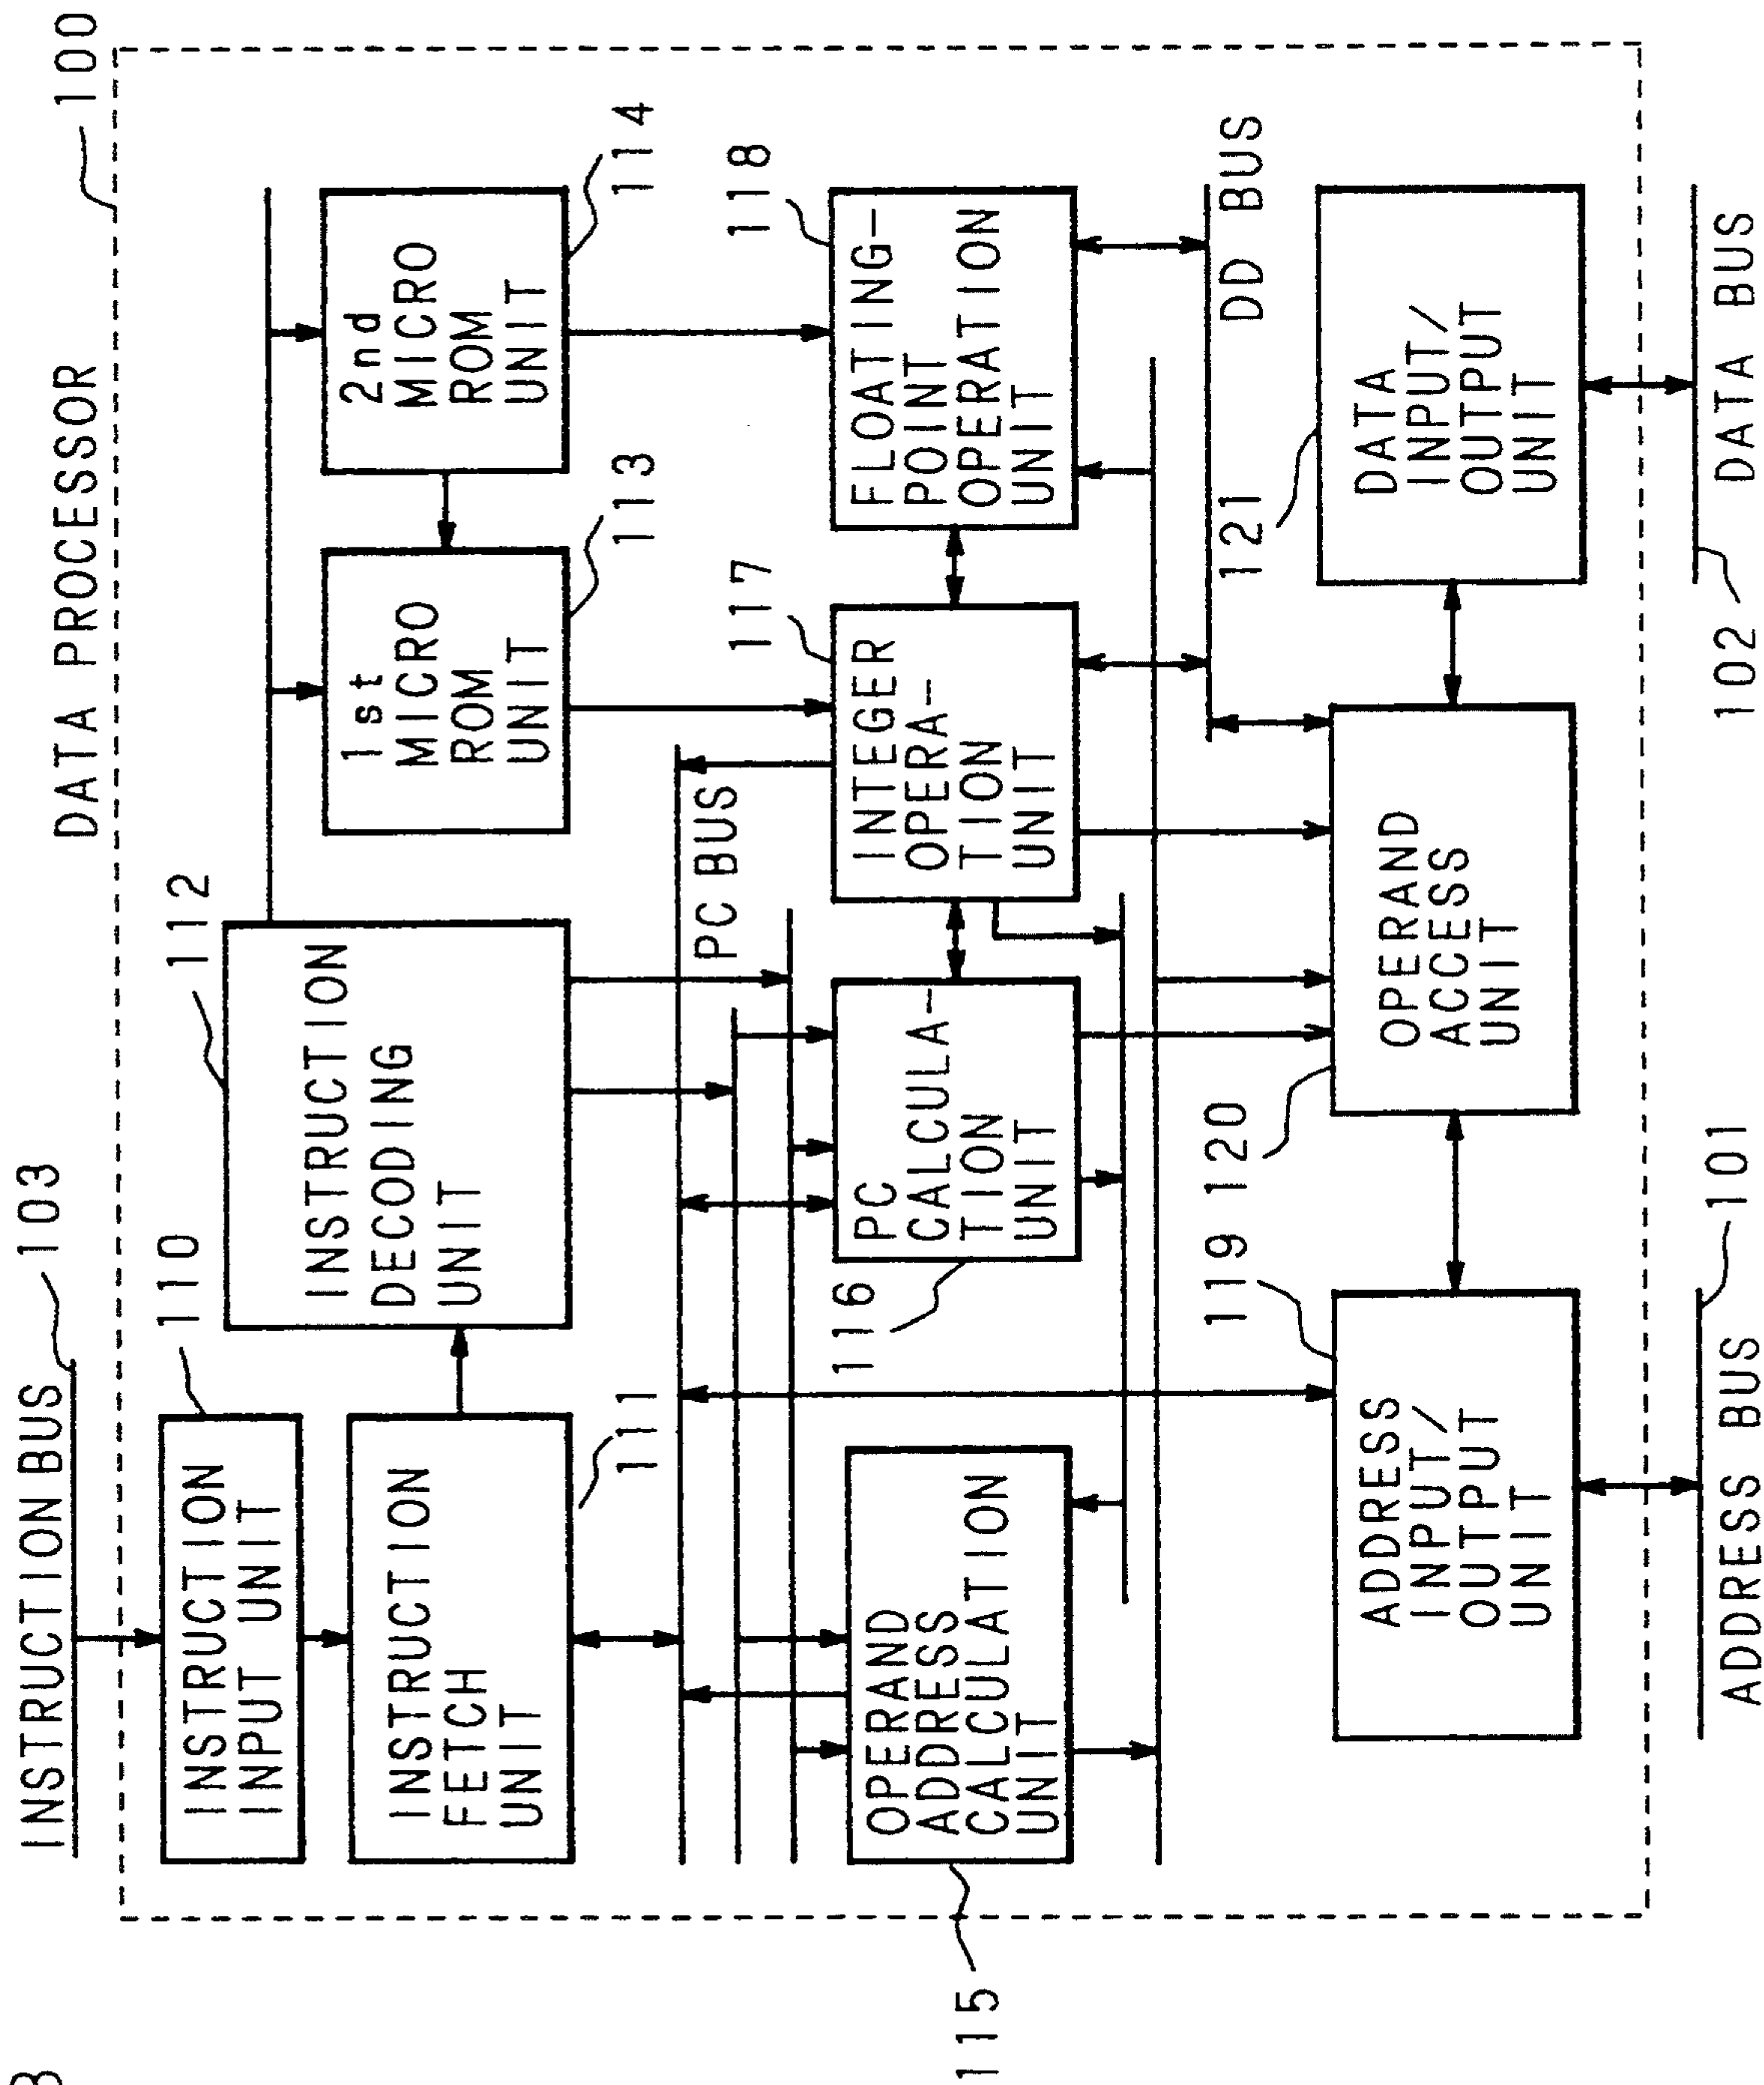 DATA PROCESSOR
100
INSTRUCTION BUS
103
110
INSTRUCTION
INPUT UNIT
INSTRUCTION
FETCH
UNIT
111
112
INSTRUCTION
DECODING
UNIT
1st
MICRO
ROM
UNIT
113
2nd
MICRO
ROM
UNIT
114
PC BUS
115
OPERAND
ADDRESS
CALCULATION
UNIT
116
PC
CALCULA-
TION
UNIT
117
INTEGER
OPERA-
TION
UNIT
118
FLOATING-
POINT
OPERATION
UNIT
DD BUS
119
ADDRESS
INPUT/
OUTPUT
UNIT
120
OPERAND
ACCESS
UNIT
121
DATA
INPUT/
OUTPUT
UNIT
101
ADDRESS BUS
102
DATA BUS